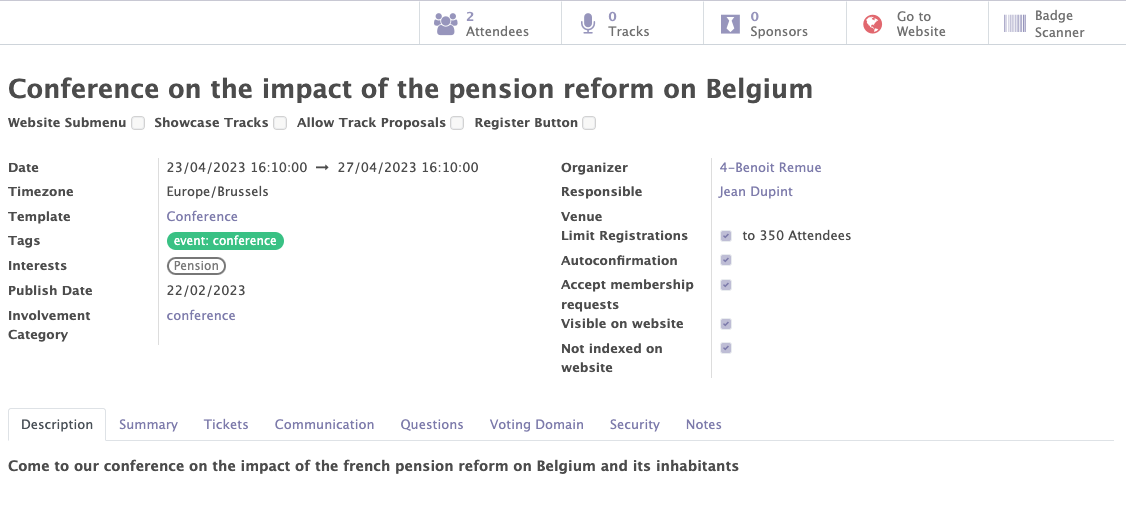 2
Attendees
0
Tracks
0
Sponsors
Go to
Website
Badge
Scanner
Conference on the impact of the pension reform on Belgium
Website Submenu Showcase Tracks Allow Track Proposals Register Button
Date 23/04/2023 16:10:00 → 27/04/2023 16:10:00
Timezone Europe/Brussels
Template Conference
Tags event: conference
Interests Pension
Publish Date 22/02/2023
Involvement conference
Category
Organizer 4-Benoit Remue
Responsible Jean Dupint
Venue
Limit Registrations to 350 Attendees
Autoconfirmation
Accept membership
requests
Visible on website
Not indexed on
website
Description Summary Tickets Communication Questions Voting Domain Security Notes
Come to our conference on the impact of the french pension reform on Belgium and its inhabitants